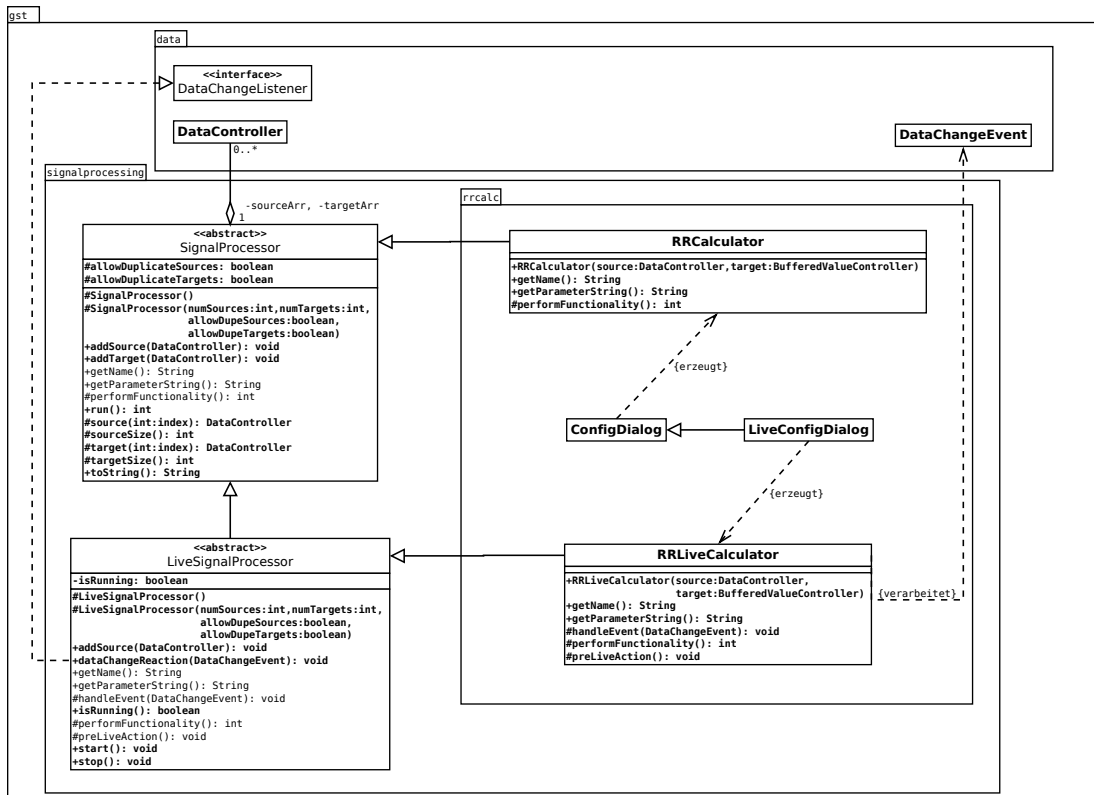 gst
data
<<interface>>
DataChangeListener
DataController
0..*
DataChangeEvent
signalprocessing
-sourceArr, -targetArr
1
<<abstract>>
SignalProcessor
#allowDuplicateSources: boolean
#allowDuplicateTargets: boolean
#SignalProcessor()
#SignalProcessor(numSources:int,numTargets:int,
allowDupeSources:boolean,
allowDupeTargets:boolean)
+addSource(DataController): void
+addTarget(DataController): void
+getName(): String
+getParameterString(): String
#performFunctionality(): int
+run(): int
#source(int:index): DataController
#sourceSize(): int
#target(int:index): DataController
#targetSize(): int
+toString(): String
rrcalc
RRCalculator
+RRCalculator(source:DataController,target:BufferedValueController)
+getName(): String
+getParameterString(): String
#performFunctionality(): int
{erzeugt}
ConfigDialog
LiveConfigDialog
{erzeugt}
<<abstract>>
LiveSignalProcessor
-isRunning: boolean
#LiveSignalProcessor()
#LiveSignalProcessor(numSources:int,numTargets:int,
allowDupeSources:boolean,
allowDupeTargets:boolean)
+addSource(DataController): void
+dataChangeReaction(DataChangeEvent): void
+getName(): String
+getParameterString(): String
#handleEvent(DataChangeEvent): void
+isRunning(): boolean
#performFunctionality(): int
#preLiveAction(): void
+start(): void
+stop(): void
RRLiveCalculator
+RRLiveCalculator(source:DataController,
target:BufferedValueController)
+getName(): String
+getParameterString(): String
#handleEvent(DataChangeEvent): void
#performFunctionality(): int
#preLiveAction(): void
{verarbeitet}